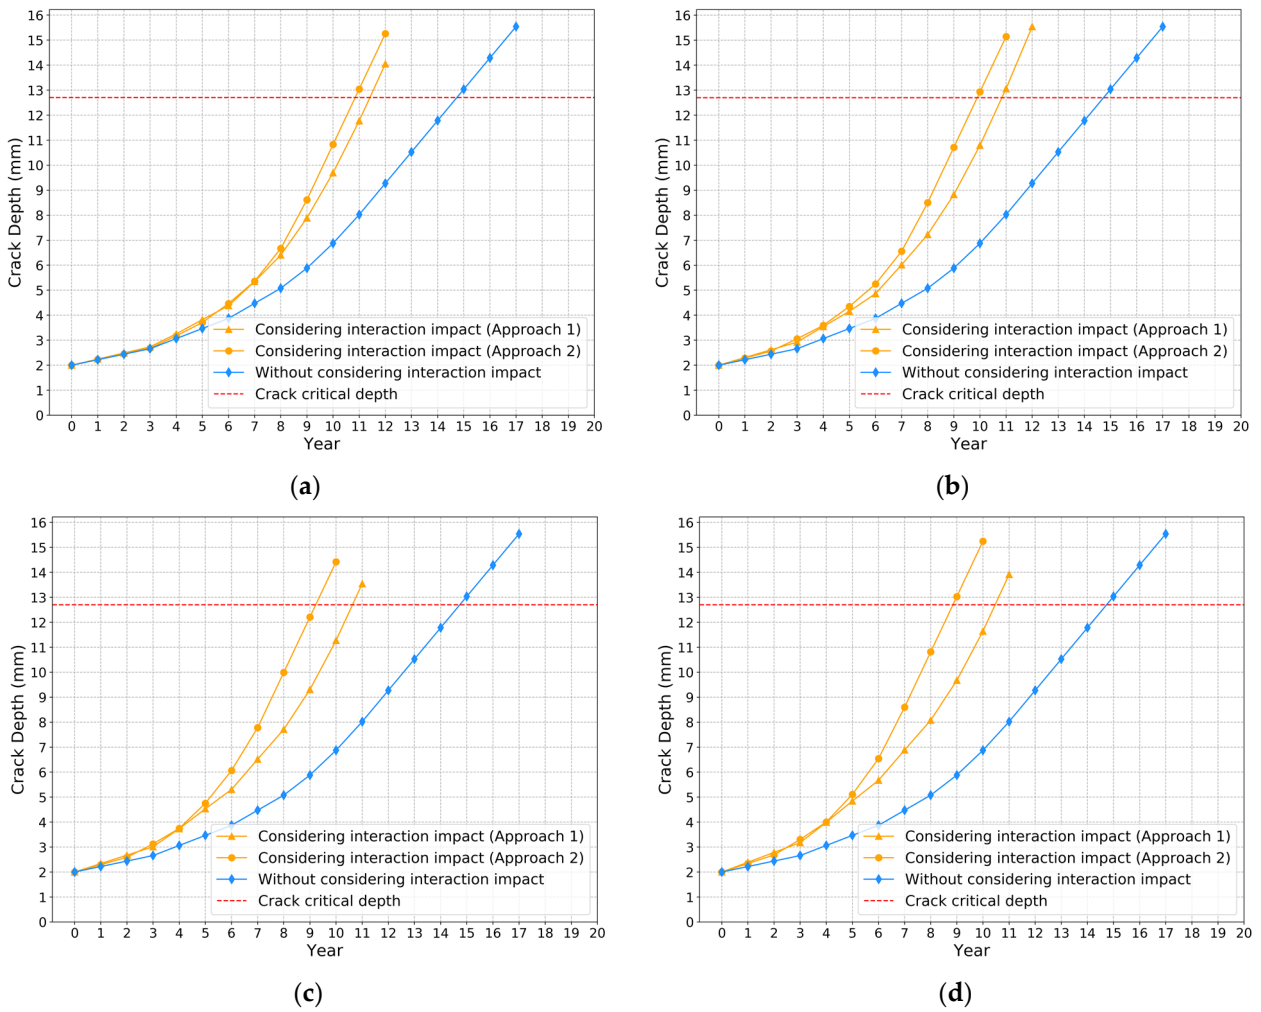 16
15
14
13
12
11
10
9
8
7
6
5
4
3
2
1
0
Crack Depth (mm)
0 1 2 3 4 5 6 7 8 9 10 11 12 13 14 15 16 17 18 19 20
Year
Considering interaction impact (Approach 1)
Considering interaction impact (Approach 2)
Without considering interaction impact
Crack critical depth
(a)
16
15
14
13
12
11
10
9
8
7
6
5
4
3
2
1
0
Crack Depth (mm)
0 1 2 3 4 5 6 7 8 9 10 11 12 13 14 15 16 17 18 19 20
Year
Considering interaction impact (Approach 1)
Considering interaction impact (Approach 2)
Without considering interaction impact
Crack critical depth
(b)
16
15
14
13
12
11
10
9
8
7
6
5
4
3
2
1
0
Crack Depth (mm)
0 1 2 3 4 5 6 7 8 9 10 11 12 13 14 15 16 17 18 19 20
Year
Considering interaction impact (Approach 1)
Considering interaction impact (Approach 2)
Without considering interaction impact
Crack critical depth
(c)
16
15
14
13
12
11
10
9
8
7
6
5
4
3
2
1
0
Crack Depth (mm)
0 1 2 3 4 5 6 7 8 9 10 11 12 13 14 15 16 17 18 19 20
Year
Considering interaction impact (Approach 1)
Considering interaction impact (Approach 2)
Without considering interaction impact
Crack critical depth
(d)